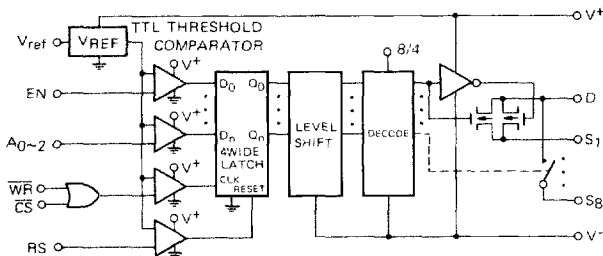 TTL THRESHOLD
COMPARATOR
Vref
VREF
V+
EN
A0~2
WR
CS
RS
V+
V+
V+
V+
D0 Q0
Dn Qn
4WIDE
LATCH
CLK
RESET
LEVEL
SHIFT
8/4
DECODE
D
S1
S8
V-